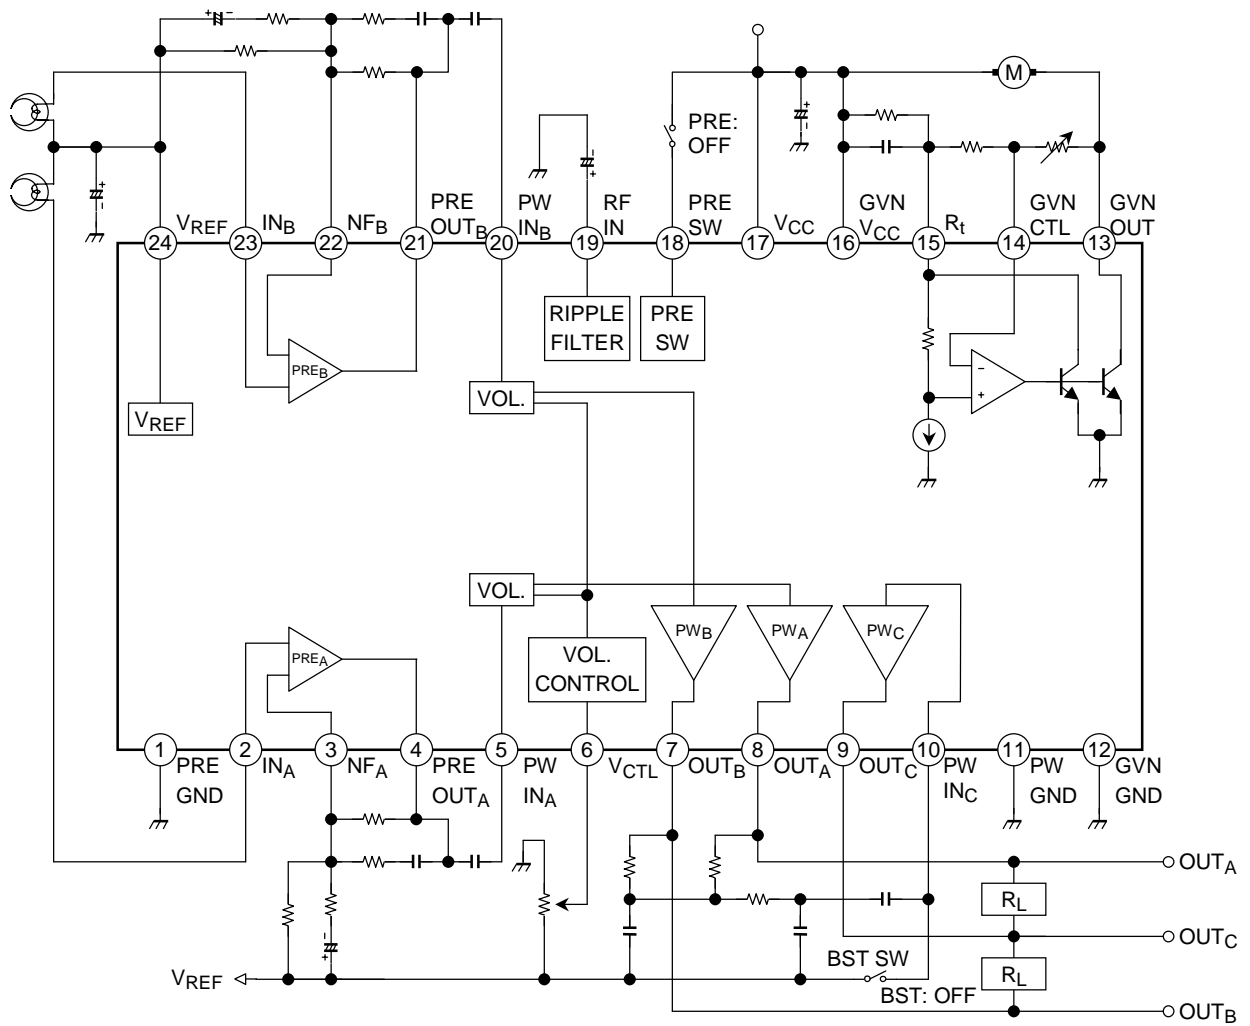 + -
M
PRE:
OFF
+ -
+ -
+ -
VREF
INB
NFB
PRE
OUTB
PW
INB
RF
IN
PRE
SW
VCC
GVN
VCC
Rt
GVN
CTL
GVN
OUT
24 23 22 21 20 19 18 17 16 15 14 13
RIPPLE
FILTER
PRE
SW
PREB
VREF
VOL.
-
+
VOL.
PREA
VOL.
CONTROL
PWB
PWA
PWC
1 2 3 4 5 6 7 8 9 10 11 12
PRE
GND
INA
NFA
PRE
OUTA
PW
INA
VCTL
OUTB
OUTA
OUTC
PW
INC
PW
GND
GVN
GND
OUTA
RL
OUTC
RL
OUTB
+ -
VREF
BST SW
BST: OFF